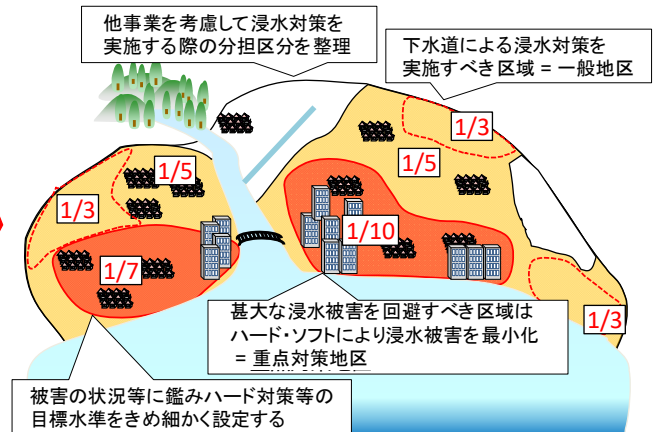 他事業を考慮して浸水対策を
実施する際の分担区分を整理
下水道による浸水対策を
実施すべき区域 = 一般地区
1/3
1/5
1/5
1/3
1/10
1/7
1/3
甚大な浸水被害を回避すべき区域は
ハード・ソフトにより浸水被害を最小化
= 重点対策地区
被害の状況等に鑑みハード対策等の
目標水準をきめ細かく設定する